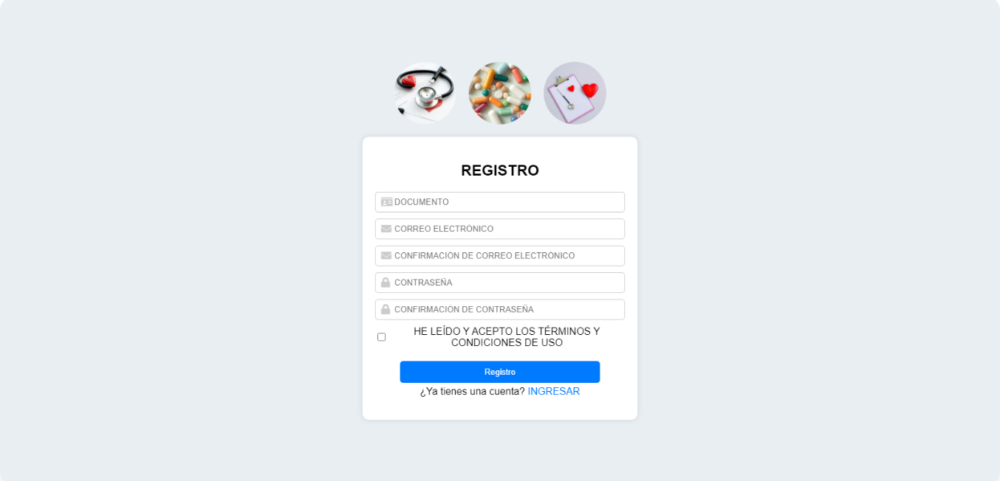 REGISTRO
DOCUMENTO
CORREO ELECTRÓNICO
CONFIRMACIÓN DE CORREO ELECTRÓNICO
CONTRASEÑA
CONFIRMACIÓN DE CONTRASEÑA
HE LEÍDO Y ACEPTO LOS TÉRMINOS Y
CONDICIONES DE USO
Registro
¿Ya tienes una cuenta? INGRESAR